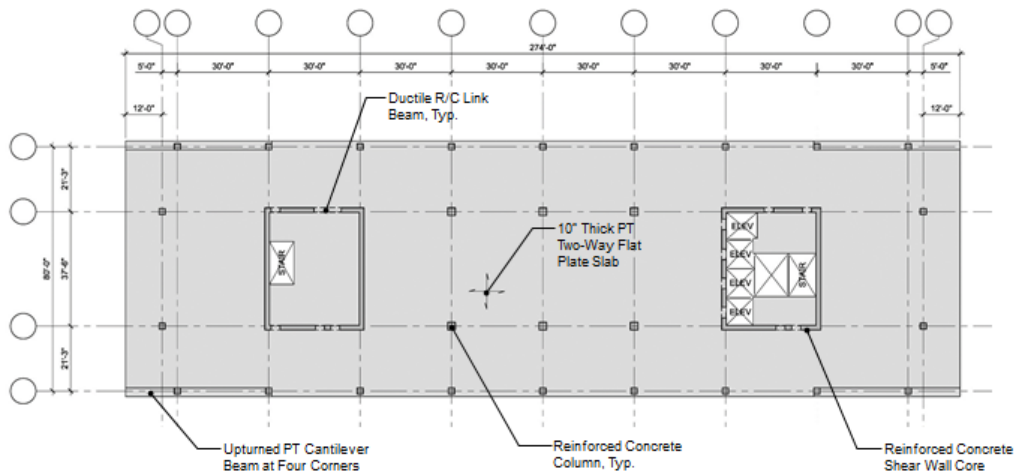 274'-0"
5'-0" 30'-0" 30'-0" 30'-0" 30'-0" 30'-0" 30'-0" 30'-0" 30'-0" 5'-0"
12'-0" 12'-0"
Ductile R/C Link
Beam, Typ.
21'-3"
37'-6"
80'-0"
21'-3"
10" Thick PT
Two-Way Flat
Plate Slab
STAIR
ELEV
ELEV
ELEV
ELEV
STAIR
Upturned PT Cantilever
Beam at Four Corners
Reinforced Concrete
Column, Typ.
Reinforced Concrete
Shear Wall Core